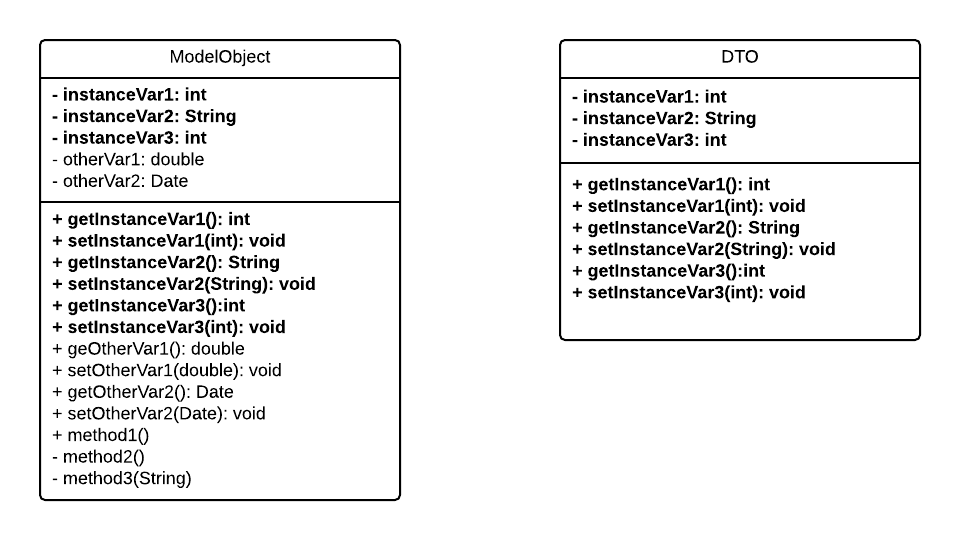 ModelObject
- instanceVar1: int
- instanceVar2: String
- instanceVar3: int
- otherVar1: double
- otherVar2: Date
+ getInstanceVar1(): int
+ setInstanceVar1(int): void
+ getInstanceVar2(): String
+ setInstanceVar2(String): void
+ getInstanceVar3():int
+ setInstanceVar3(int): void
+ geOtherVar1(): double
+ setOtherVar1(double): void
+ getOtherVar2(): Date
+ setOtherVar2(Date): void
+ method1()
- method2()
- method3(String)
DTO
- instanceVar1: int
- instanceVar2: String
- instanceVar3: int
+ getInstanceVar1(): int
+ setInstanceVar1(int): void
+ getInstanceVar2(): String
+ setInstanceVar2(String): void
+ getInstanceVar3():int
+ setInstanceVar3(int): void